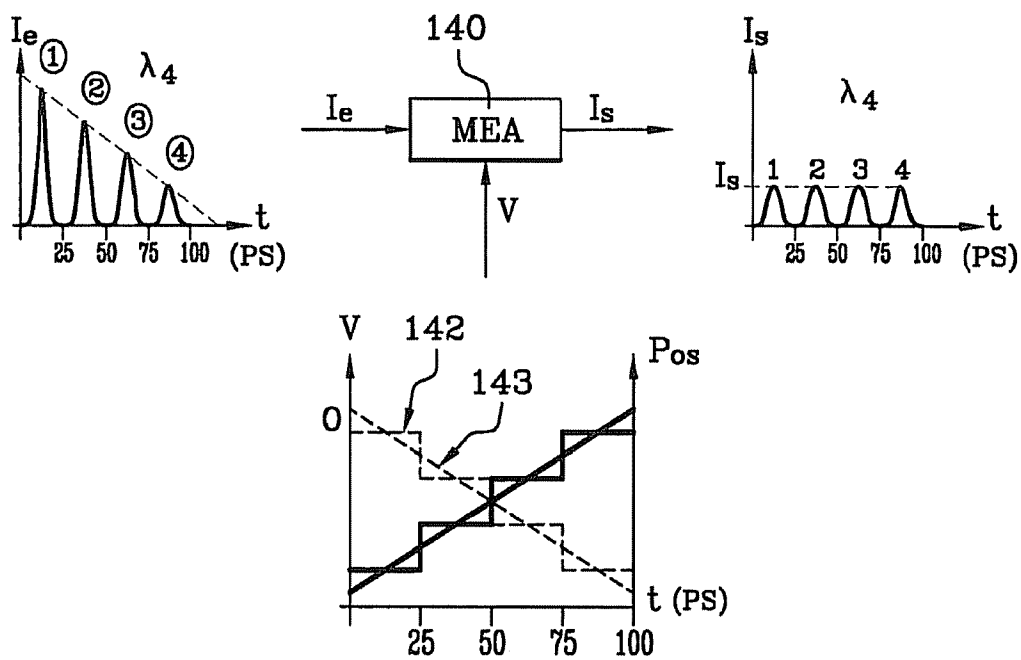 Ie
① ② ③ ④
λ4
t
25 50 75 100 (PS)
140
Ie MEA Is
V
Is
λ4
Is
1 2 3 4
t
25 50 75 100 (PS)
V 142 143 Pos
0
t (PS)
25 50 75 100